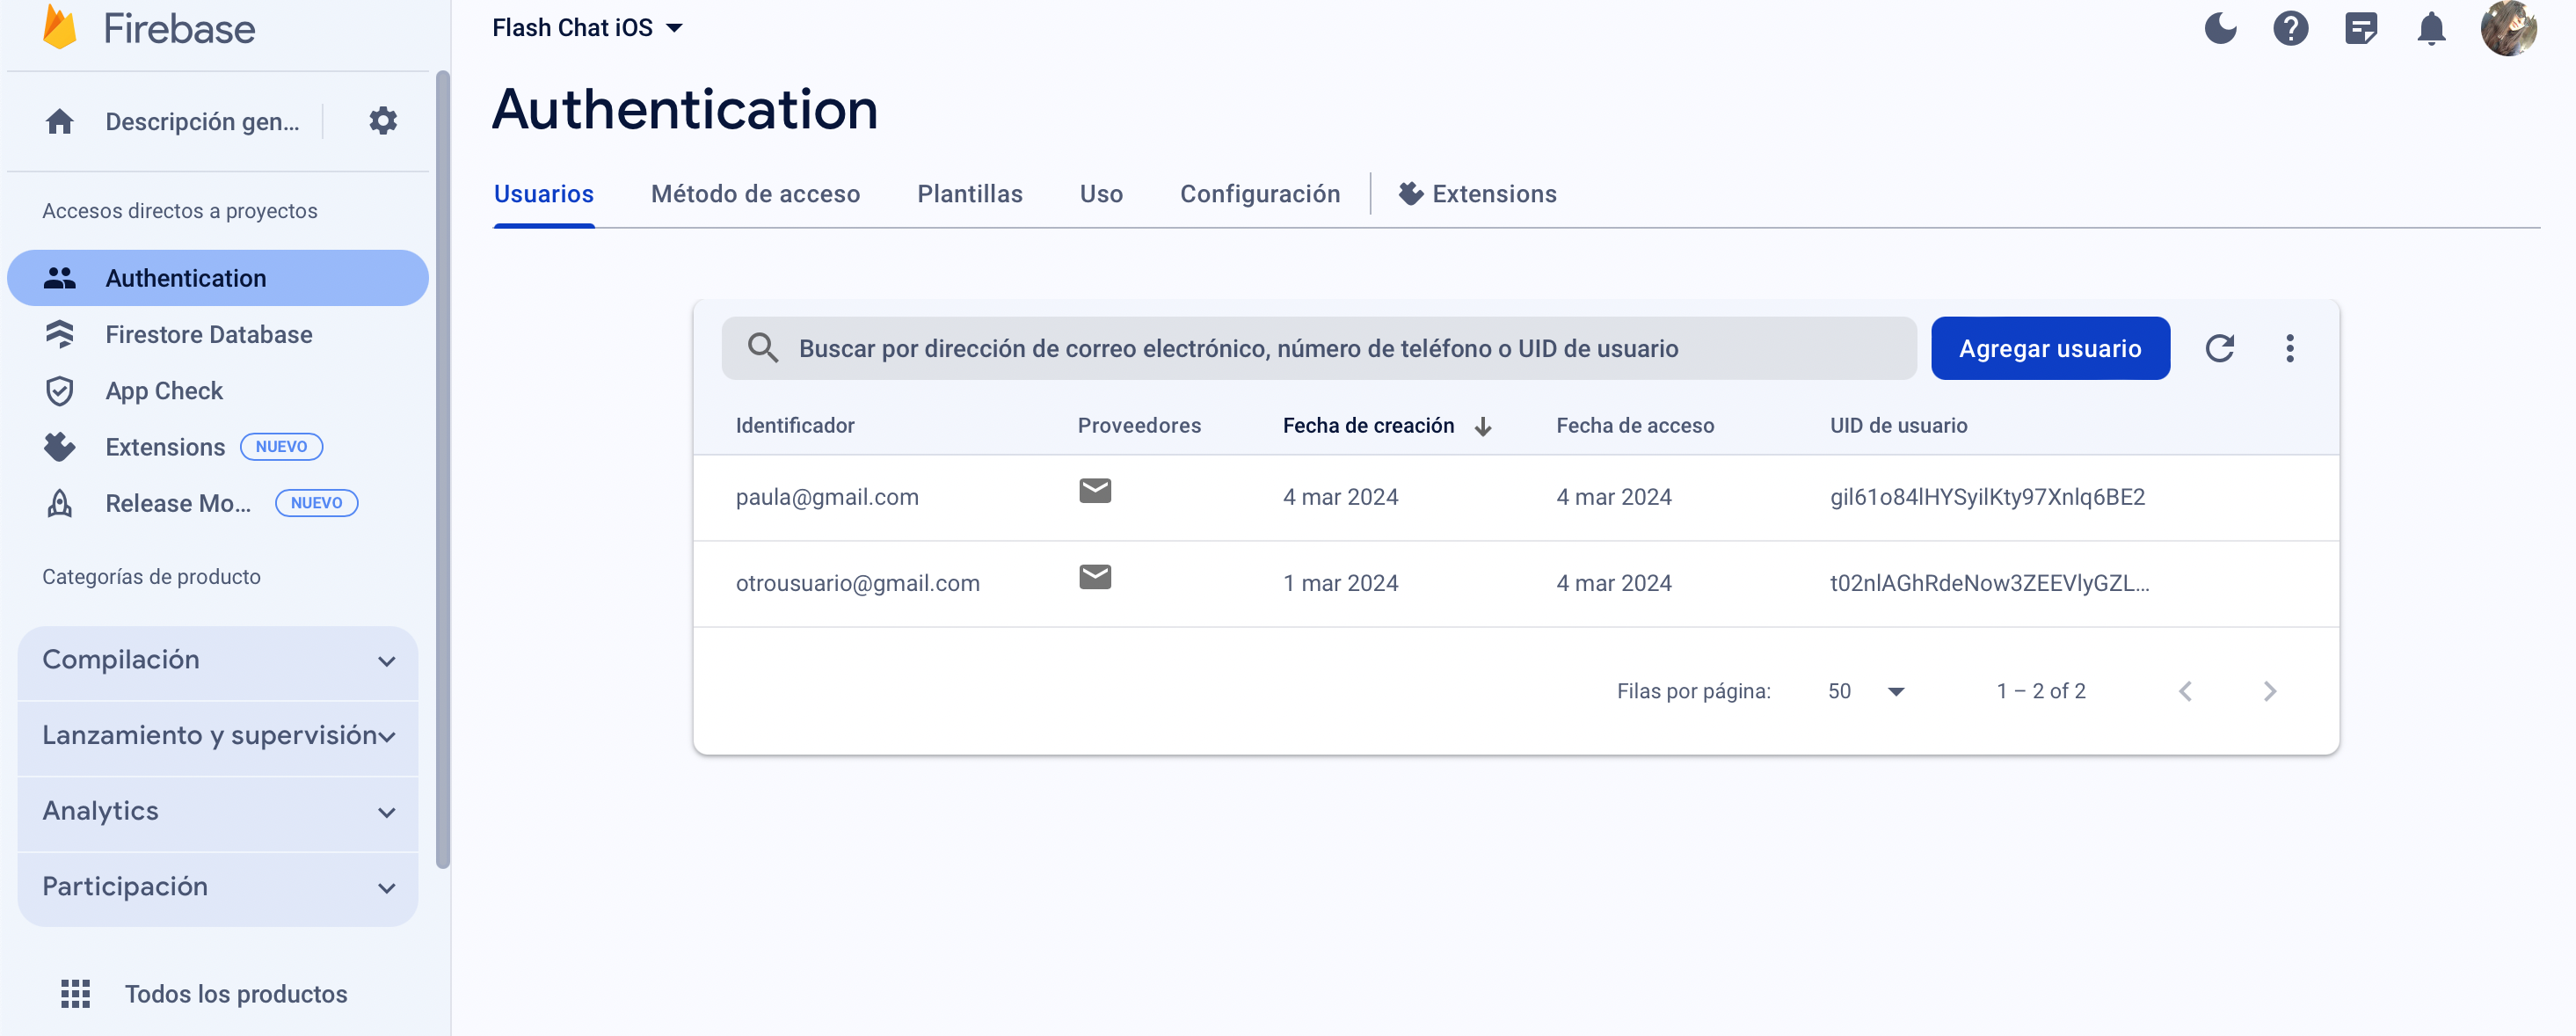 Firebase
Flash Chat iOS
Descripción gen...
Accesos directos a proyectos
Authentication
Firestore Database
App Check
Extensions NUEVO
Release Mo... NUEVO
Categorías de producto
Compilación
Lanzamiento y supervisión
Analytics
Participación
Todos los productos
Authentication
Usuarios Método de acceso Plantillas Uso Configuración Extensions
Buscar por dirección de correo electrónico, número de teléfono o UID de usuario Agregar usuario
Identificador Proveedores Fecha de creación Fecha de acceso UID de usuario
paula@gmail.com 4 mar 2024 4 mar 2024 gil61o84lHYSyilKty97Xnlq6BE2
otrousuario@gmail.com 1 mar 2024 4 mar 2024 t02nlAGhRdeNow3ZEEVlyGZL...
Filas por página: 50 1 – 2 of 2